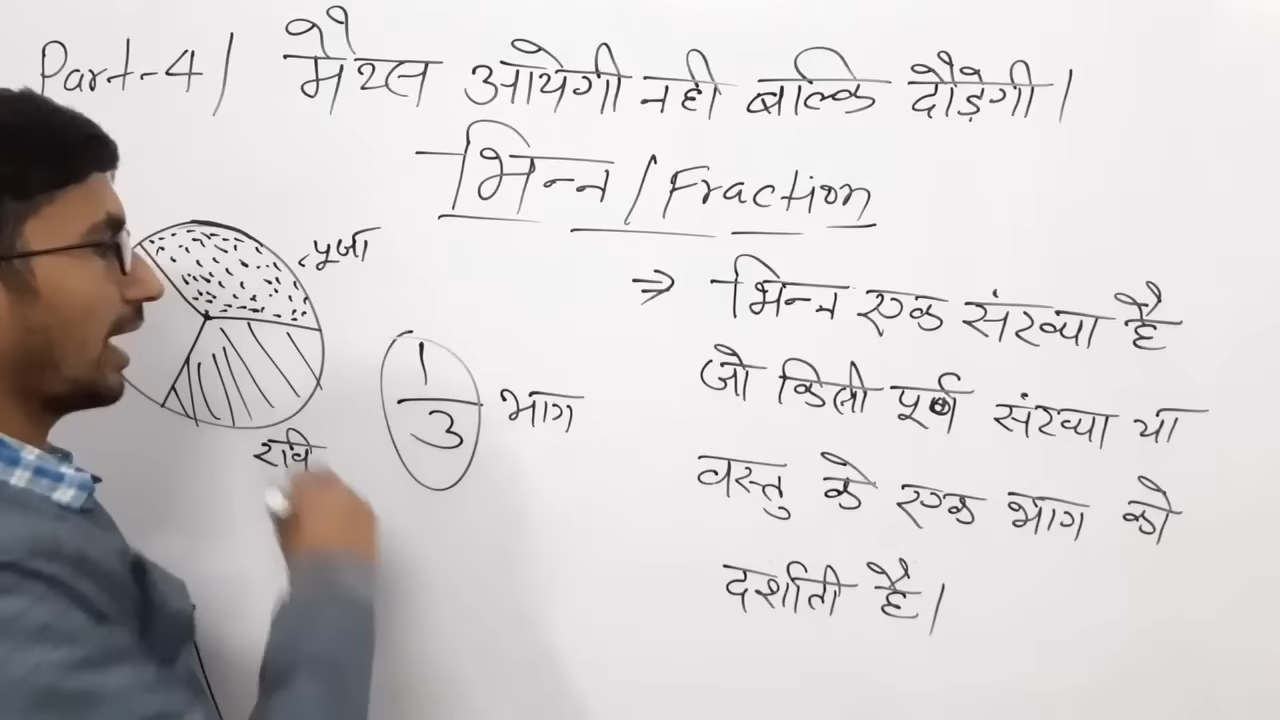 Part-4| मैथ्स आयेगी नही बल्कि दौड़ेगी।
भिन्न / Fraction
पूजा
रवि
1
3
भाग
⇒ भिन्न एक संख्या है
जो किसी पूर्ण संख्या या
वस्तु के एक भाग को
दर्शाती है।